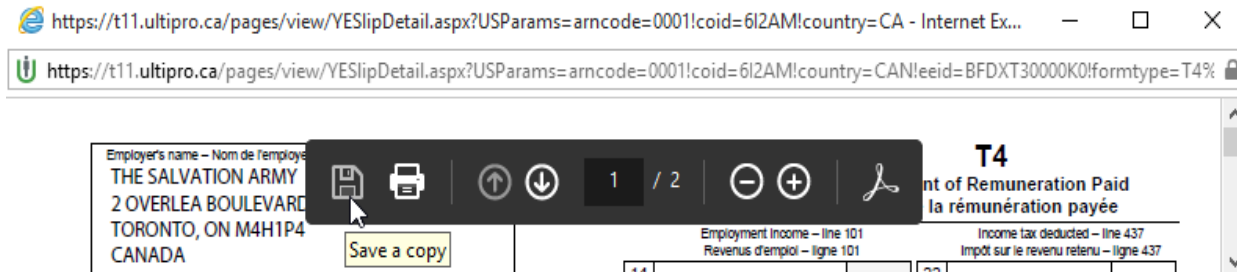 https://t11.ultipro.ca/pages/view/YESlipDetail.aspx?USParams=arncode=0001!coid=6I2AM!country=CA - Internet Ex...
https://t11.ultipro.ca/pages/view/YESlipDetail.aspx?USParams=arncode=0001!coid=6I2AM!country=CAN!eeid=BFDXT30000K0!formtype=T4%
Employer's name – Nom de l'employe
THE SALVATION ARMY
2 OVERLEA BOULEVARD
TORONTO, ON M4H1P4
CANADA
1 / 2
Save a copy
T4
nt of Remuneration Paid
la rémunération payée
Employment income – line 101
Revenus d'emploi – ligne 101
Income tax deducted – line 437
Impôt sur le revenu retenu – ligne 437